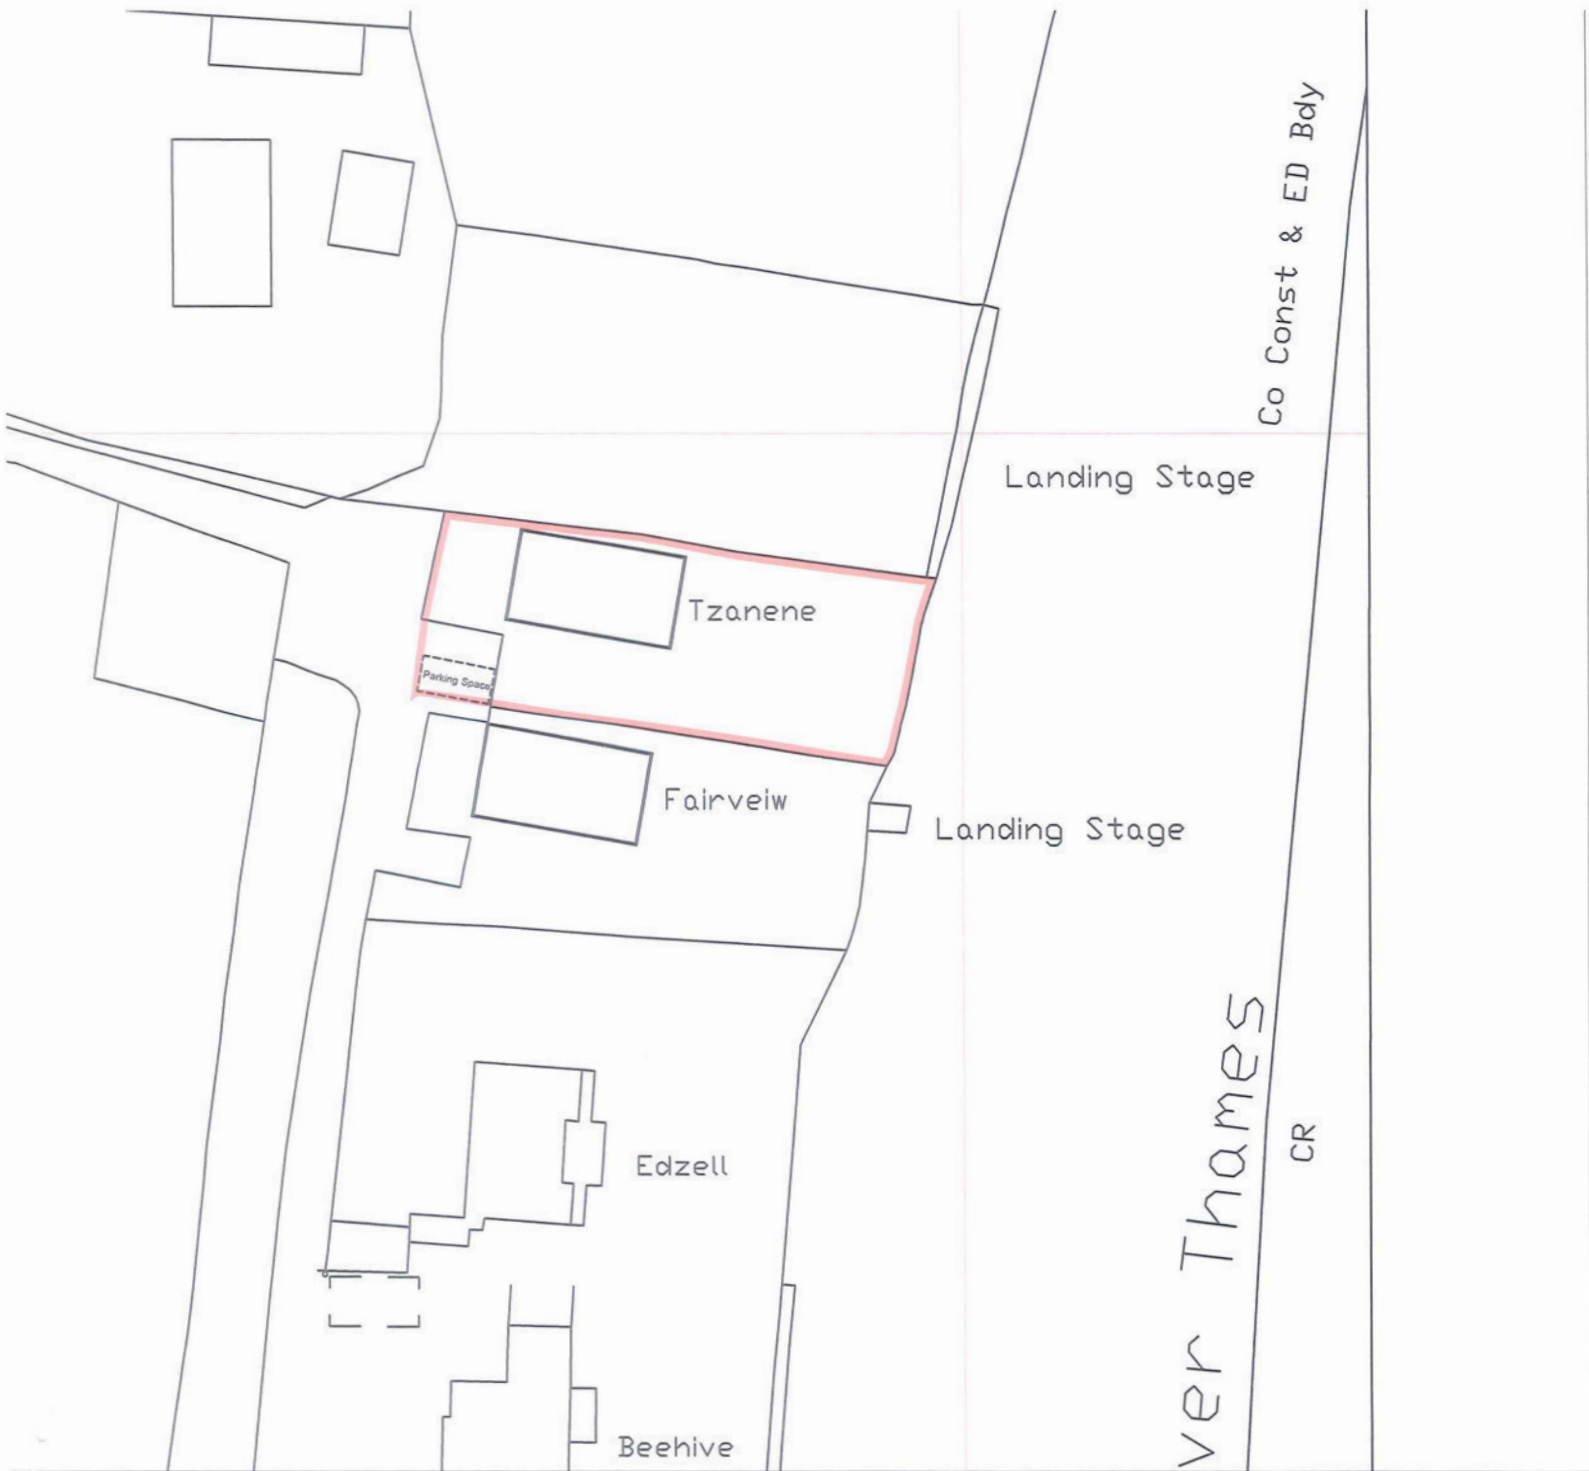 Co Const & ED Bdy
Landing Stage
Tzanene
Parking Space
Fairveiw
Landing Stage
ver Thames
CR
Edzell
Beehive